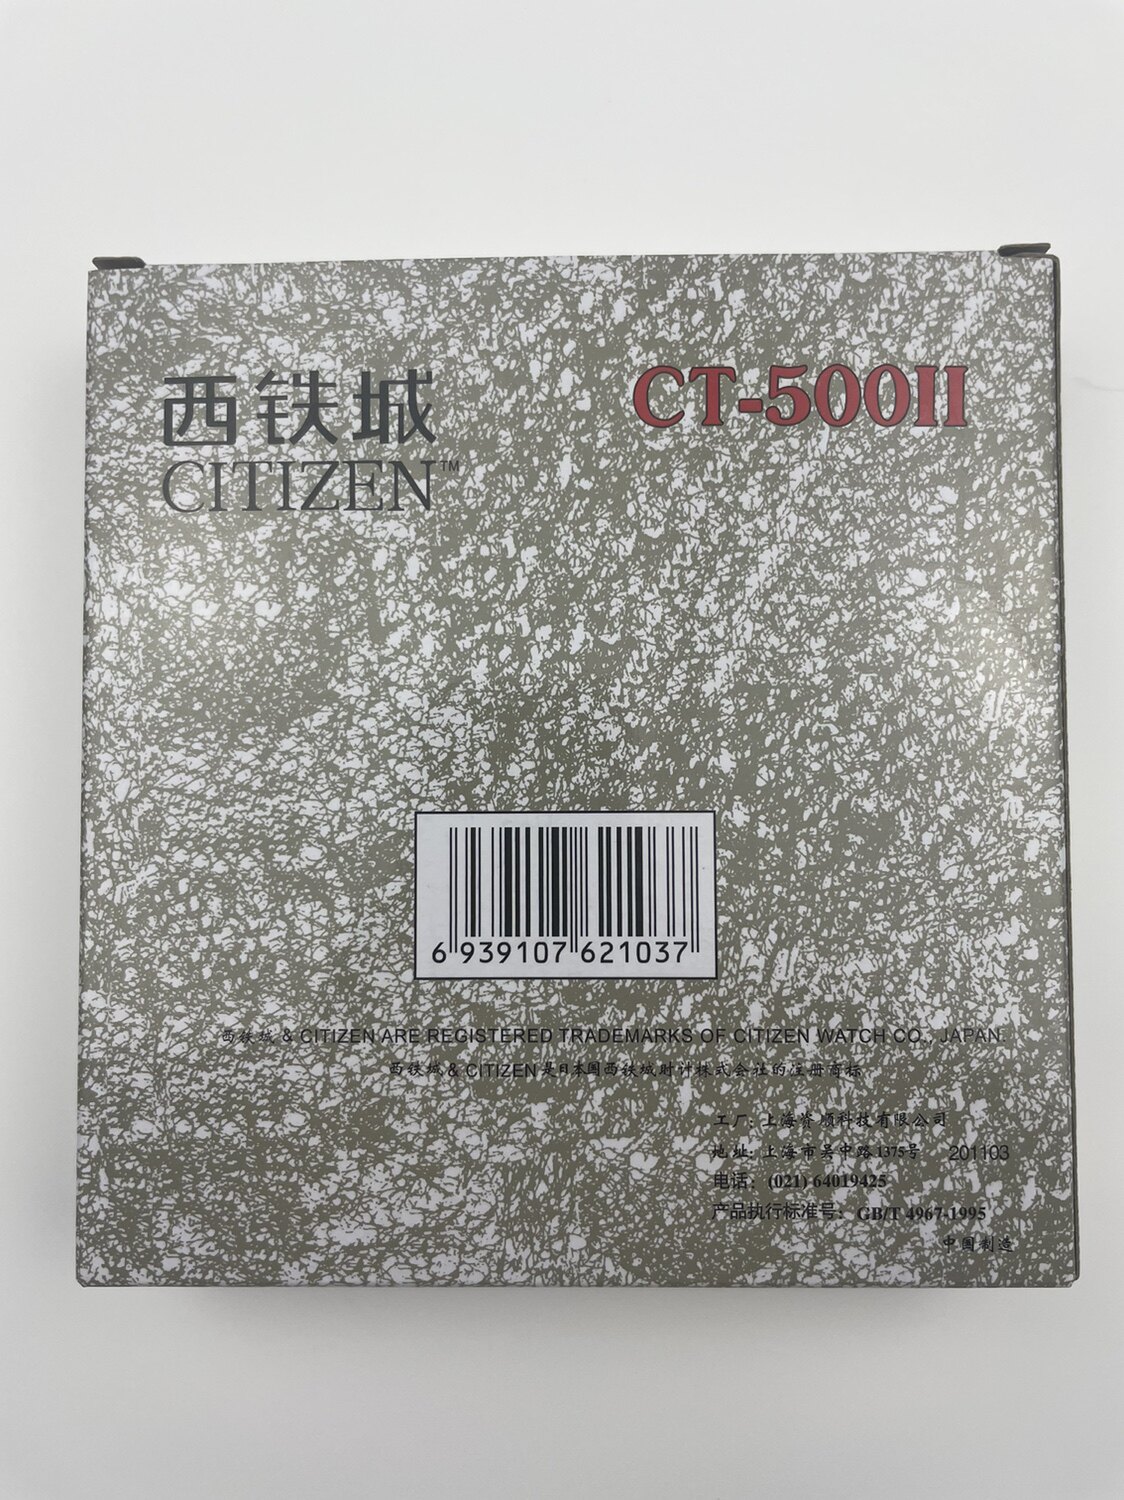 西铁城
CITIZEN™
CT-500II
6 939107 621037
西铁城 & CITIZEN ARE REGISTERED TRADEMARKS OF CITIZEN WATCH CO., JAPAN.
西铁城 & CITIZEN 是日本国西铁城时计株式会社的注册商标
工厂: 上海资顺科技有限公司
地址: 上海市吴中路1375号 201103
电话: (021) 64019425
产品执行标准号: GB/T 4967-1995
中国制造